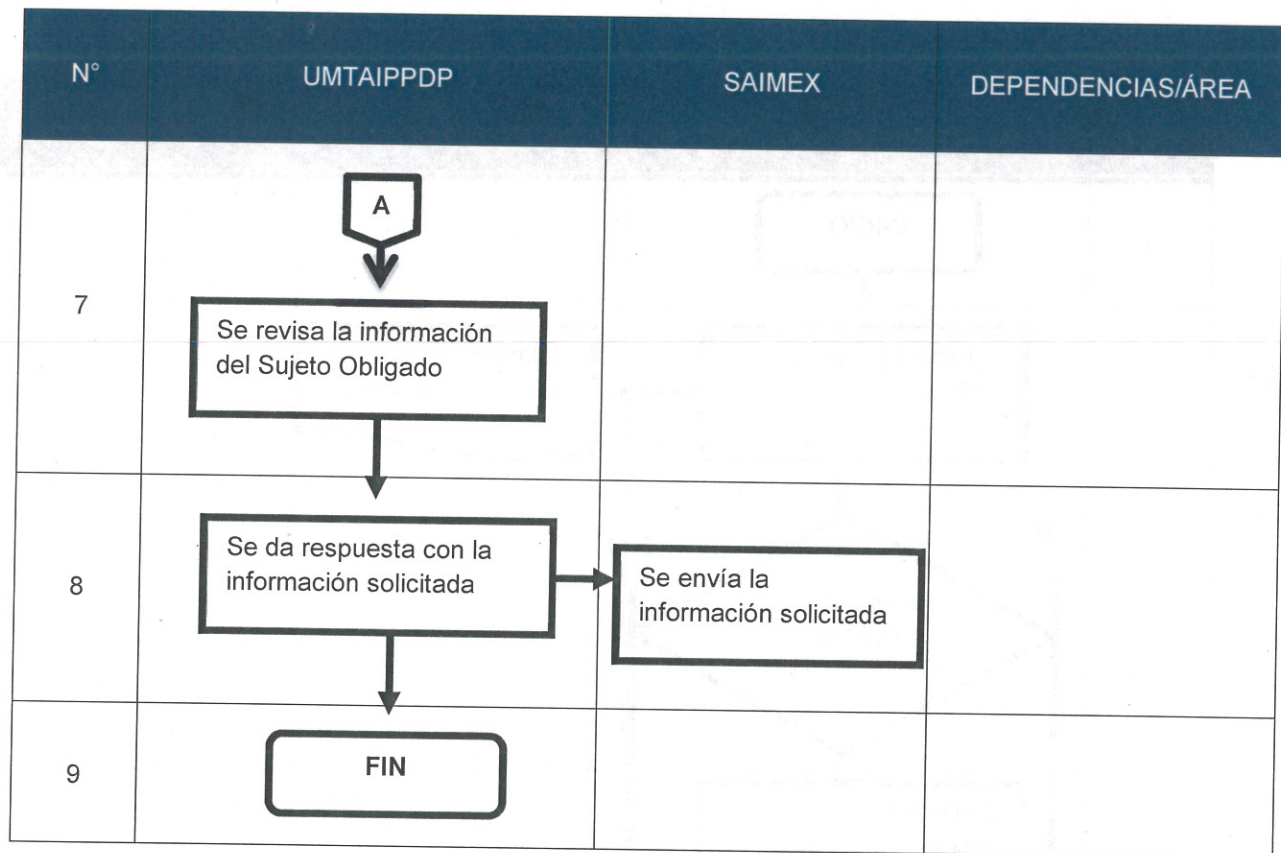 N°
UMTAIPPDP
SAIMEX
DEPENDENCIAS/ÁREA
A
7
Se revisa la información
del Sujeto Obligado
8
Se da respuesta con la
información solicitada
Se envía la
información solicitada
9
FIN
INICIO